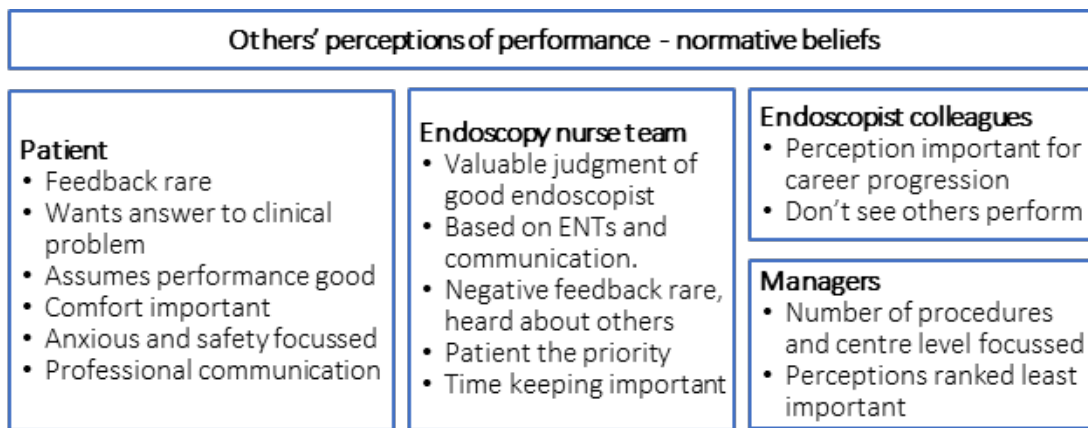 Others' perceptions of performance - normative beliefs
Patient
• Feedback rare
• Wants answer to clinical
problem
• Assumes performance good
• Comfort important
• Anxious and safety focussed
• Professional communication
Endoscopy nurse team
• Valuable judgment of
good endoscopist
• Based on ENTs and
communication.
• Negative feedback rare,
heard about others
• Patient the priority
• Time keeping important
Endoscopist colleagues
• Perception important for
career progression
• Don't see others perform
Managers
• Number of procedures
and centre level focussed
• Perceptions ranked least
important